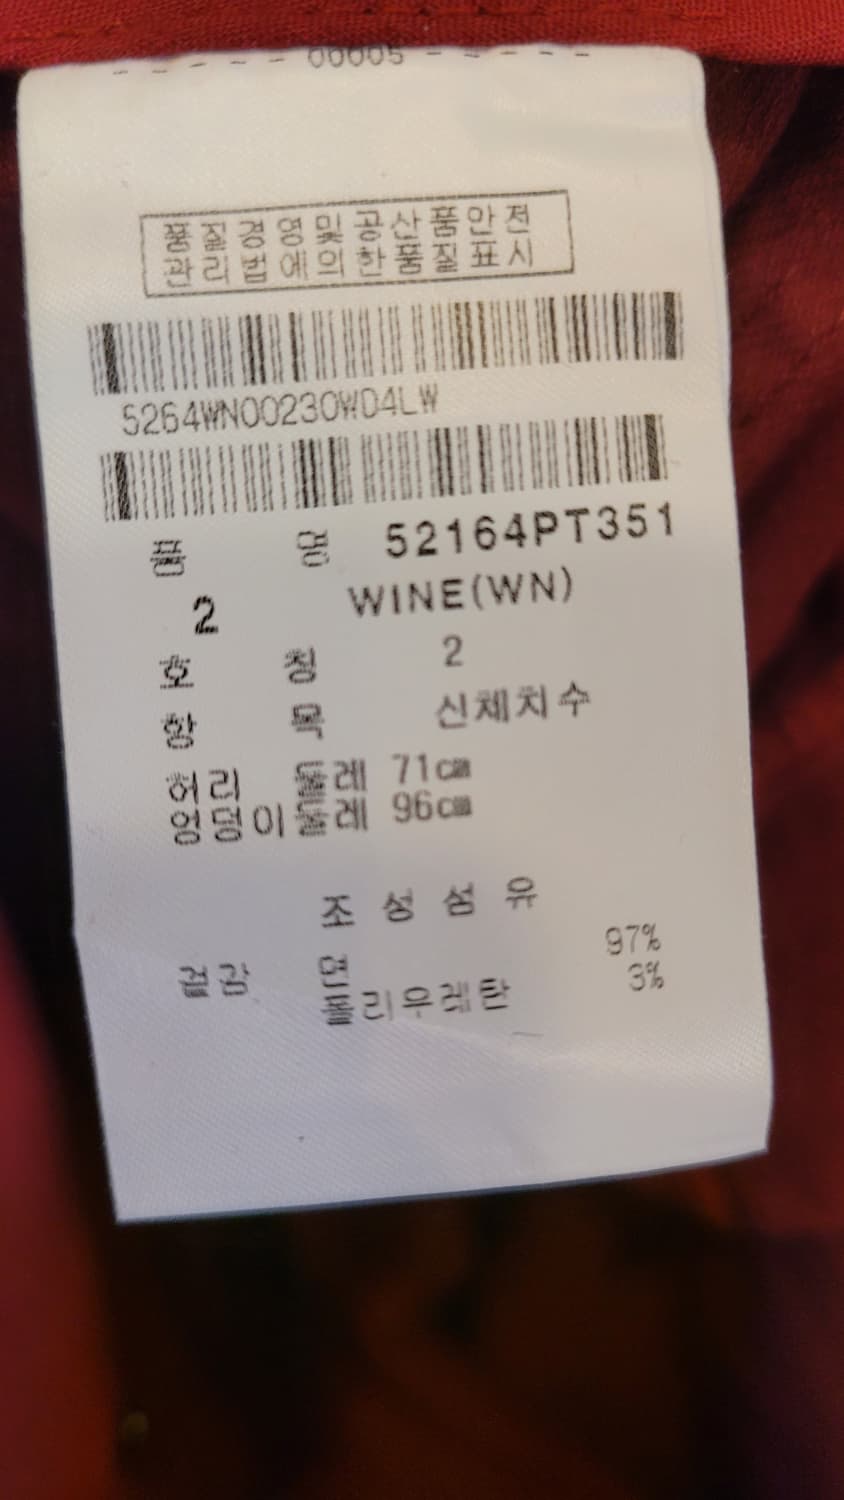 00005
품질경영및공산품안전
관리법에의한품질표시
5264WN00230WD4LW
품 명 52164PT351
2 WINE(WN)
호 칭 2
항 목 신체치수
허리 둘레 71㎝
엉덩이둘레 96㎝
조성섬유
겉감 면 97%
폴리우레탄 3%